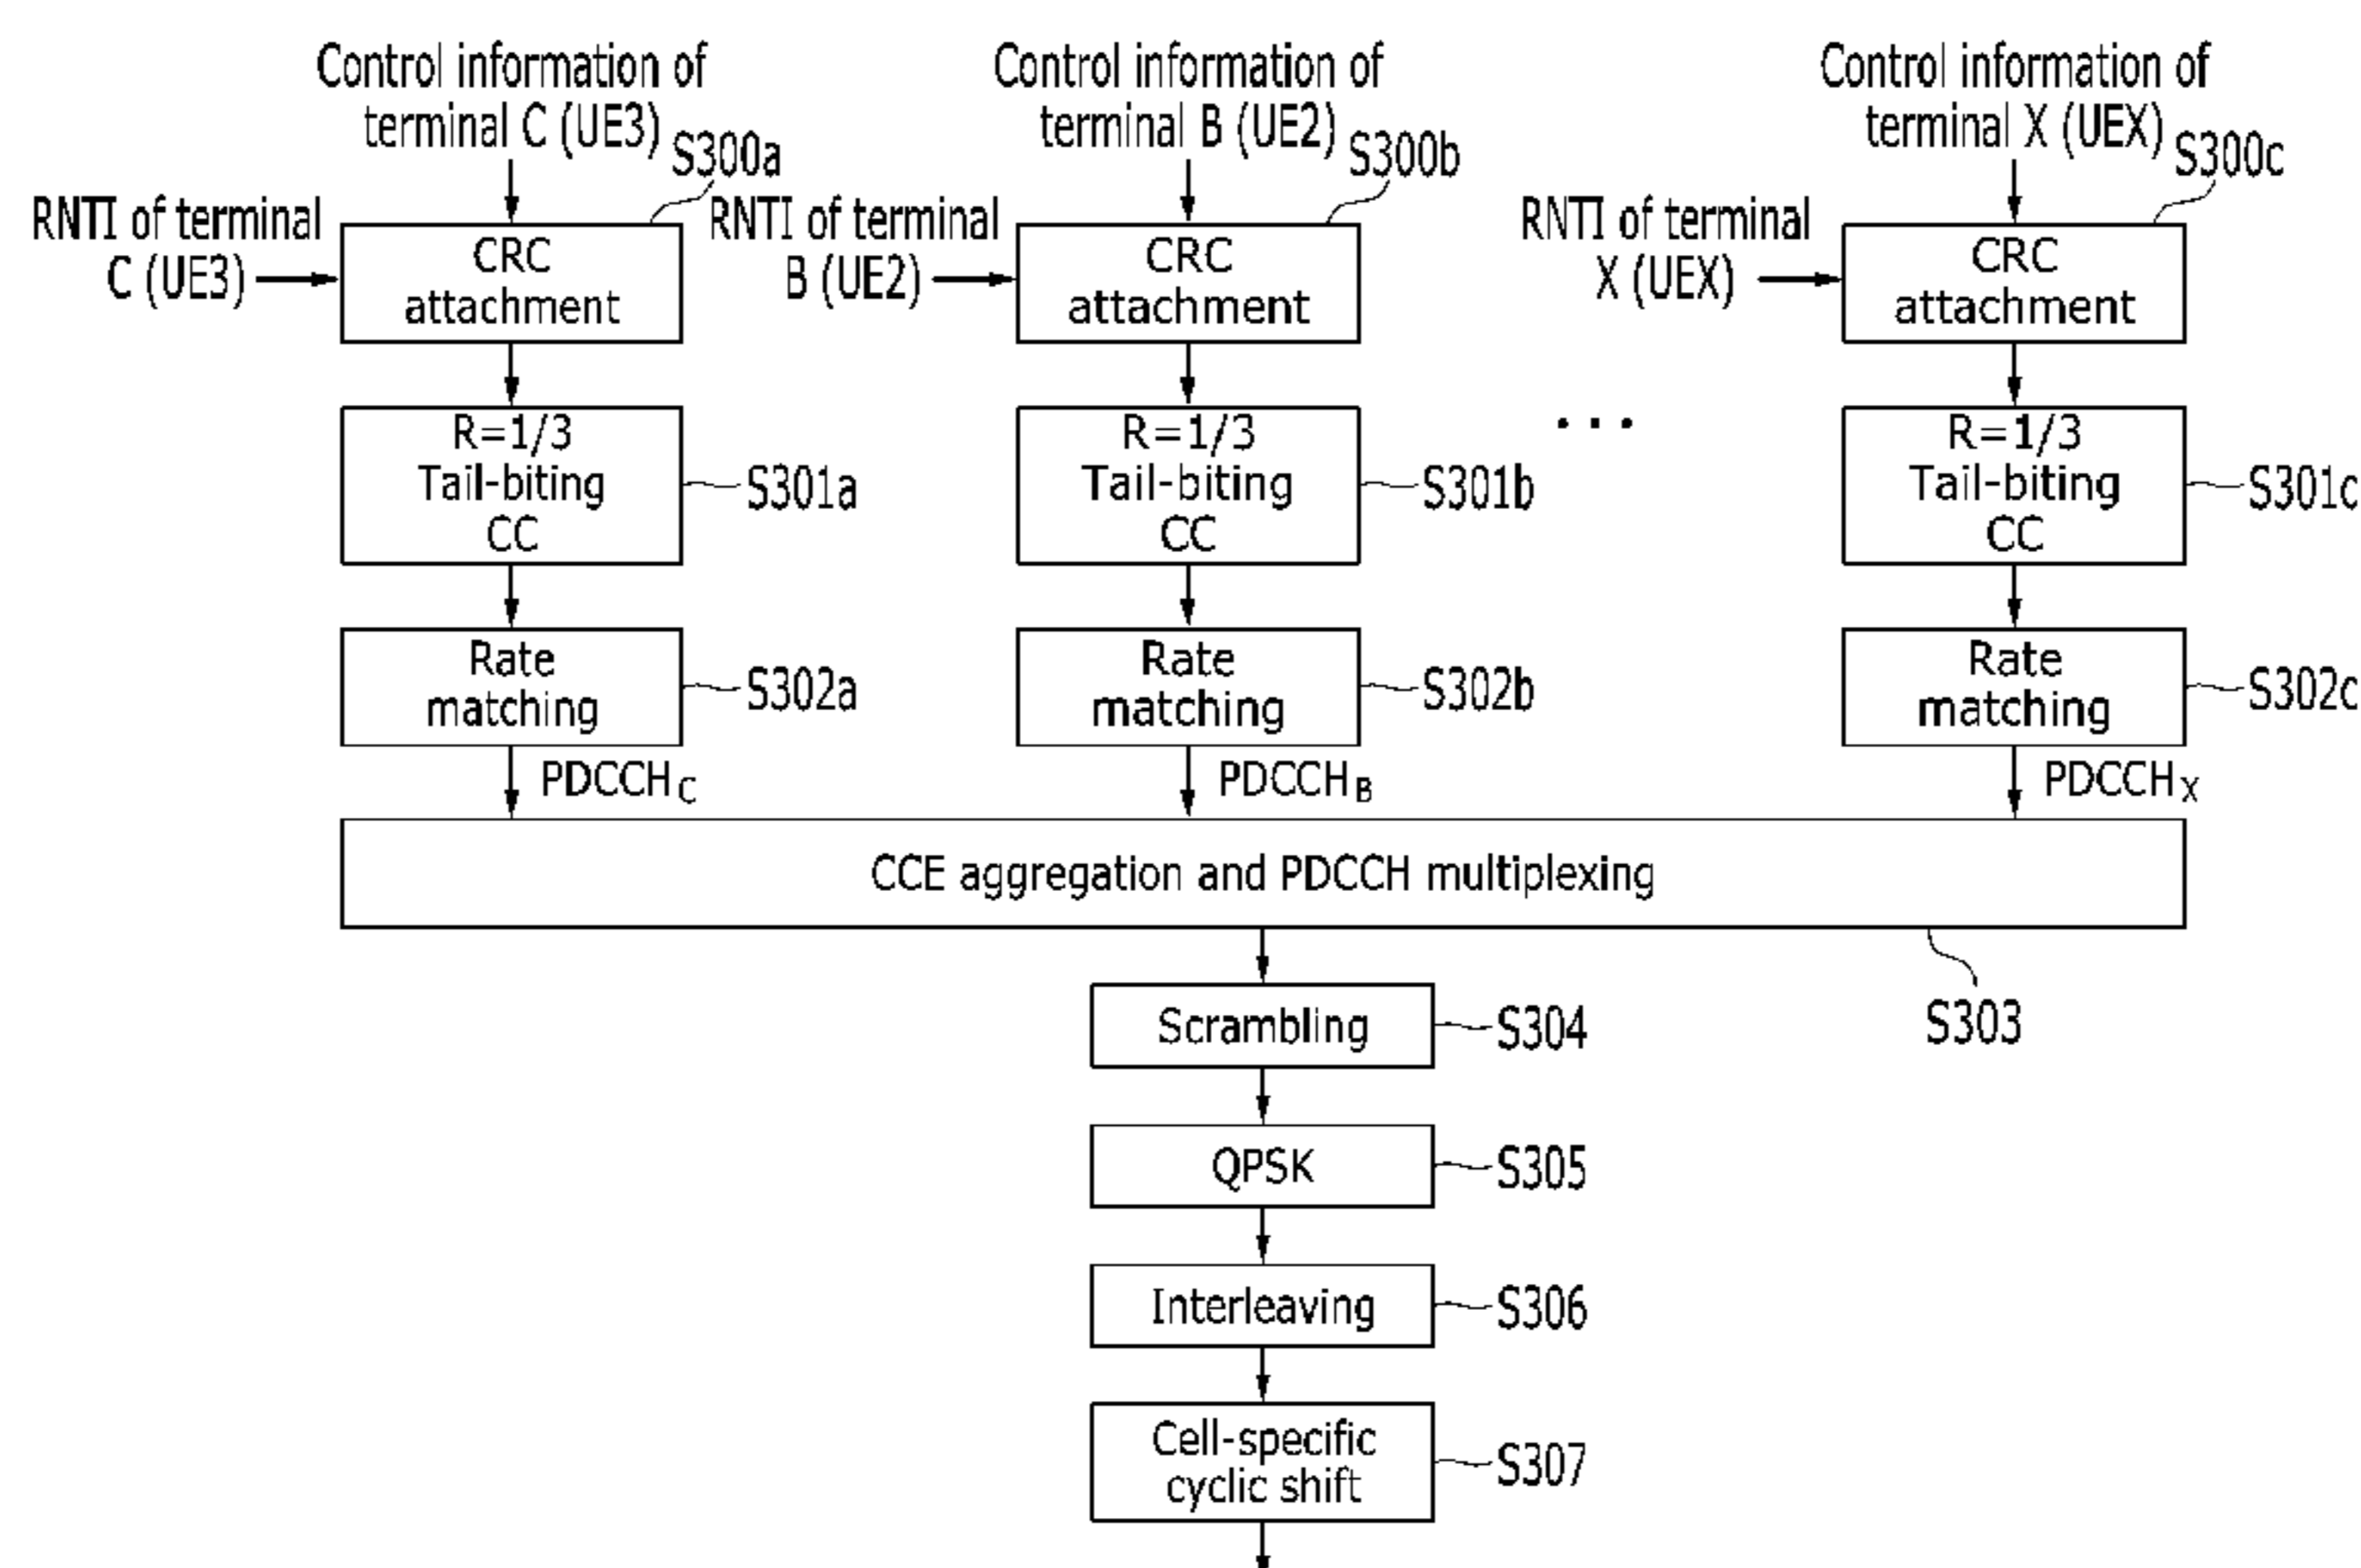 Control information of
terminal C (UE3)
Control information of
terminal B (UE2)
Control information of
terminal X (UEX)
S300a
S300b
S300c
RNTI of terminal
C (UE3)
CRC
attachment
RNTI of terminal
B (UE2)
CRC
attachment
RNTI of terminal
X (UEX)
CRC
attachment
R=1/3
Tail-biting
CC
S301a
R=1/3
Tail-biting
CC
S301b
...
R=1/3
Tail-biting
CC
S301c
Rate
matching
S302a
Rate
matching
S302b
Rate
matching
S302c
PDCCH C
PDCCH B
PDCCH X
CCE aggregation and PDCCH multiplexing
S303
Scrambling
S304
QPSK
S305
Interleaving
S306
Cell-specific
cyclic shift
S307